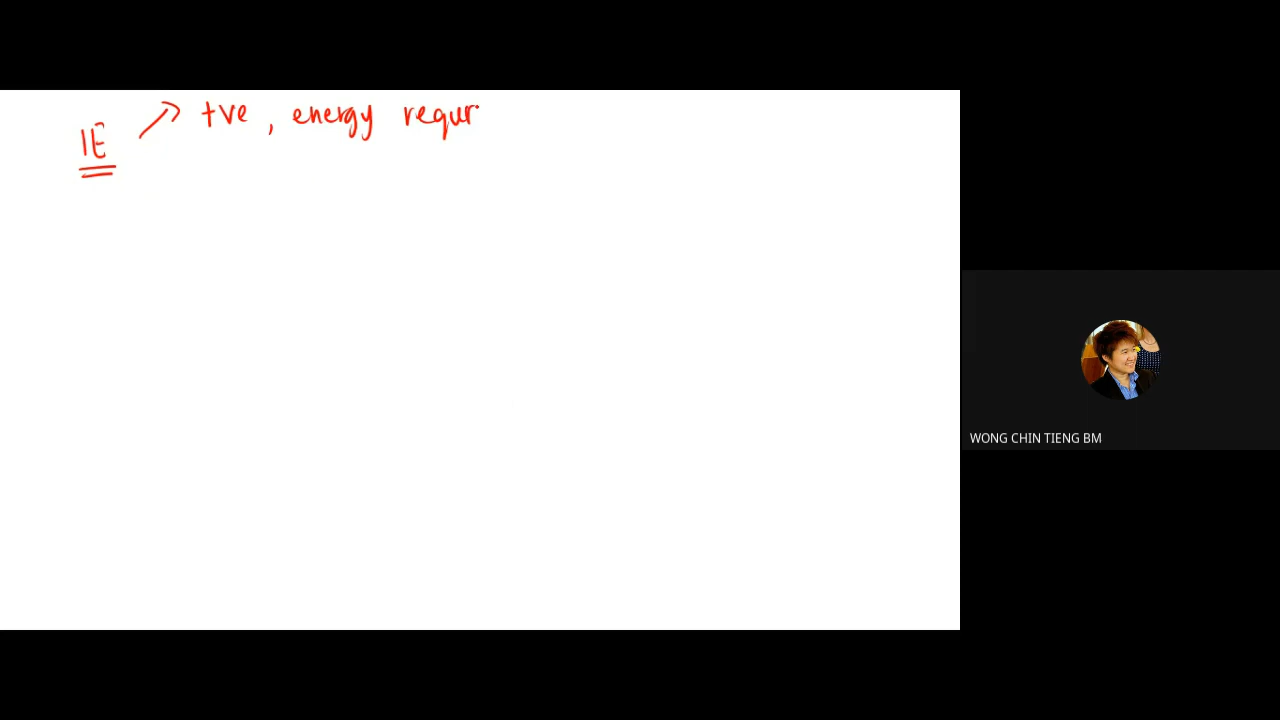 IE → +ve, energy requr
WONG CHIN TIENG BM